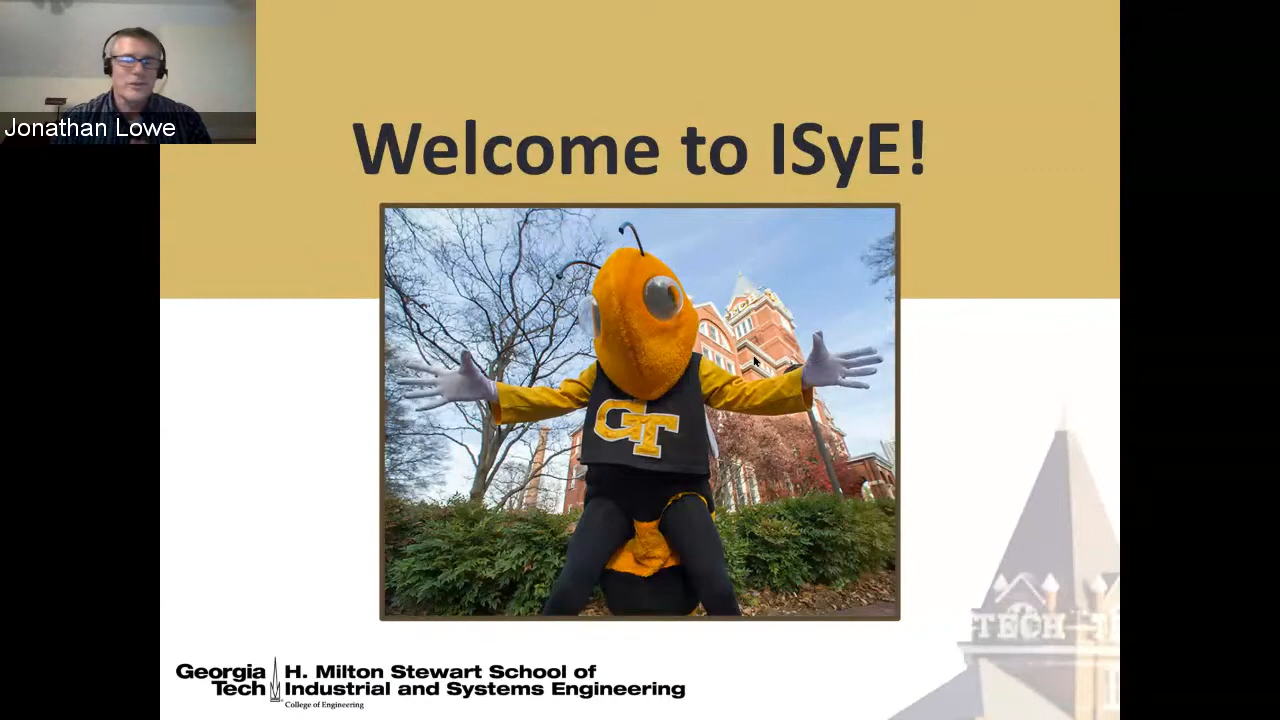 Jonathan Lowe
Welcome to ISyE!
GT
TECH
Georgia Tech
H. Milton Stewart School of
Industrial and Systems Engineering
College of Engineering